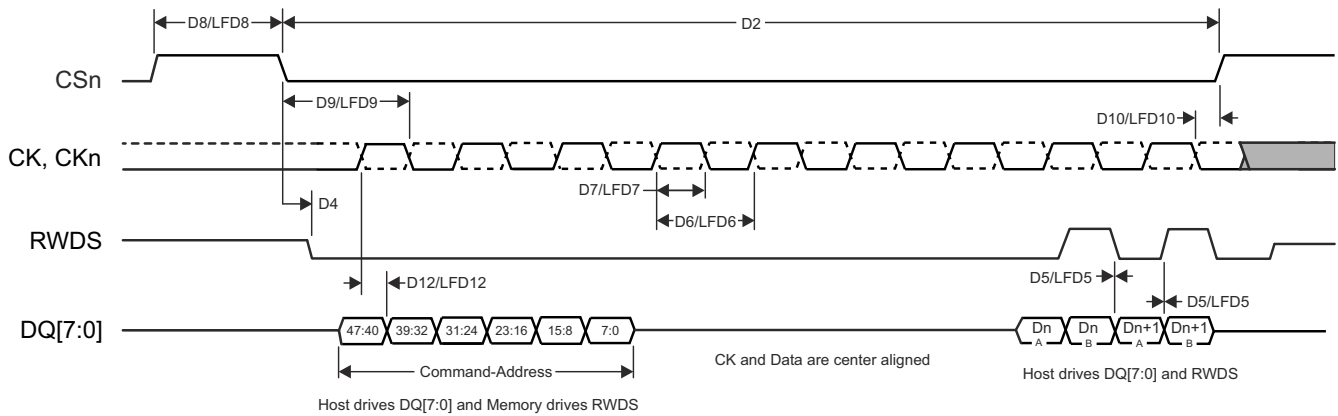 D8/LFD8
D2
CSn
D9/LFD9
D10/LFD10
CK, CKn
D7/LFD7
D4
D6/LFD6
RWDS
D12/LFD12
D5/LFD5
D5/LFD5
DQ[7:0]
47:40 39:32 31:24 23:16 15:8 7:0
Dn Dn Dn+1 Dn+1
A B A B
CK and Data are center aligned
Command-Address
Host drives DQ[7:0] and RWDS
Host drives DQ[7:0] and Memory drives RWDS